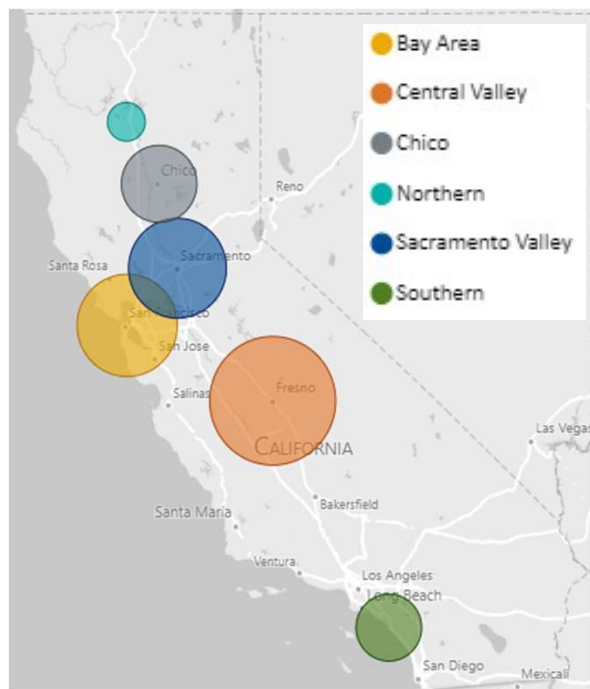 Bay Area
Central Valley
Chico
Northern
Sacramento Valley
Southern
Chico
Reno
Sacramento
Santa Rosa
San Francisco
San Jose
Salinas
Fresno
CALIFORNIA
Las Vegas
Bakersfield
Santa Maria
Ventura
Los Angeles
Long Beach
San Diego
Mexicali